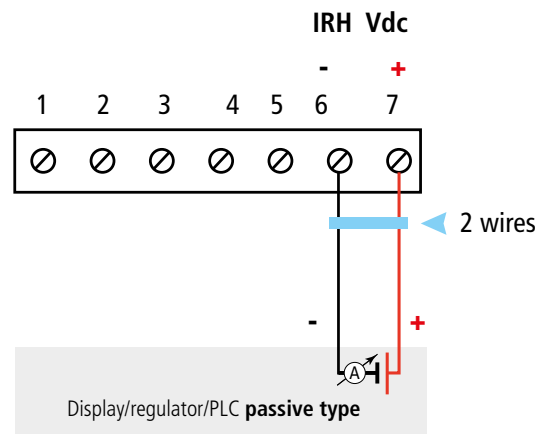 IRH Vdc
- +
1 2 3 4 5 6 7
2 wires
- +
A
Display/regulator/PLC passive type